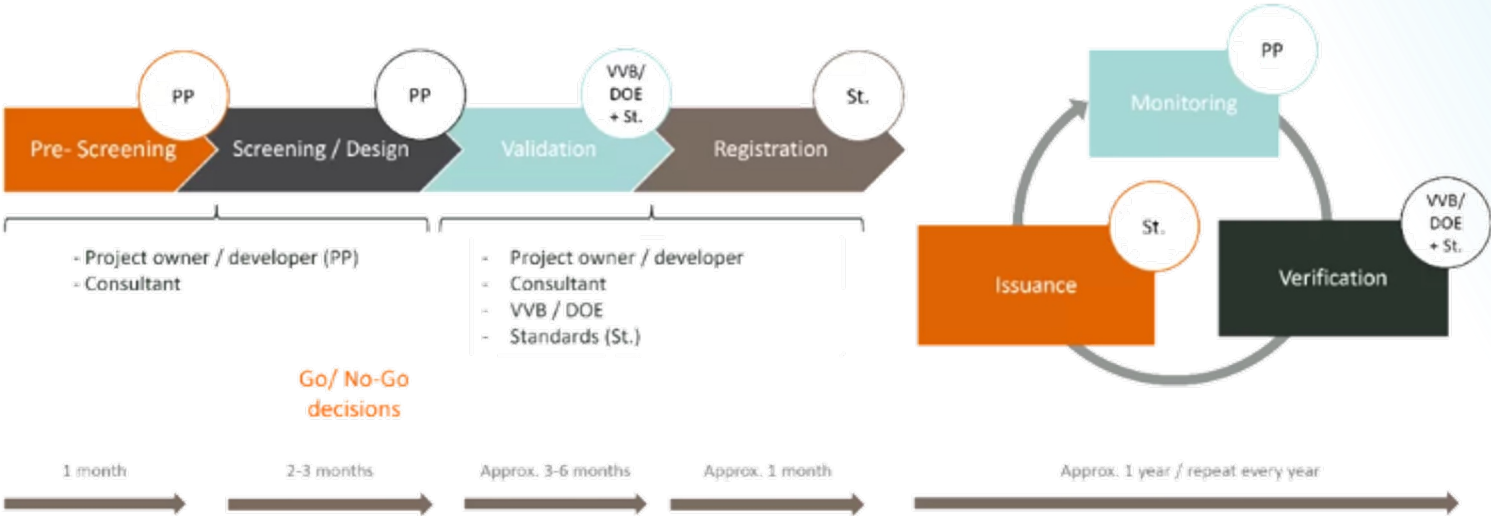 PP
PP
VVB/
DOE
+ St.
St.
Pre- Screening
Screening / Design
Validation
Registration
- Project owner / developer (PP)
- Consultant
- Project owner / developer
- Consultant
- VVB / DOE
- Standards (St.)
Go/ No-Go
decisions
1 month
2-3 months
Approx. 3-6 months
Approx. 1 month
PP
Monitoring
VVB/
DOE
+ St.
Verification
St.
Issuance
Approx. 1 year / repeat every year